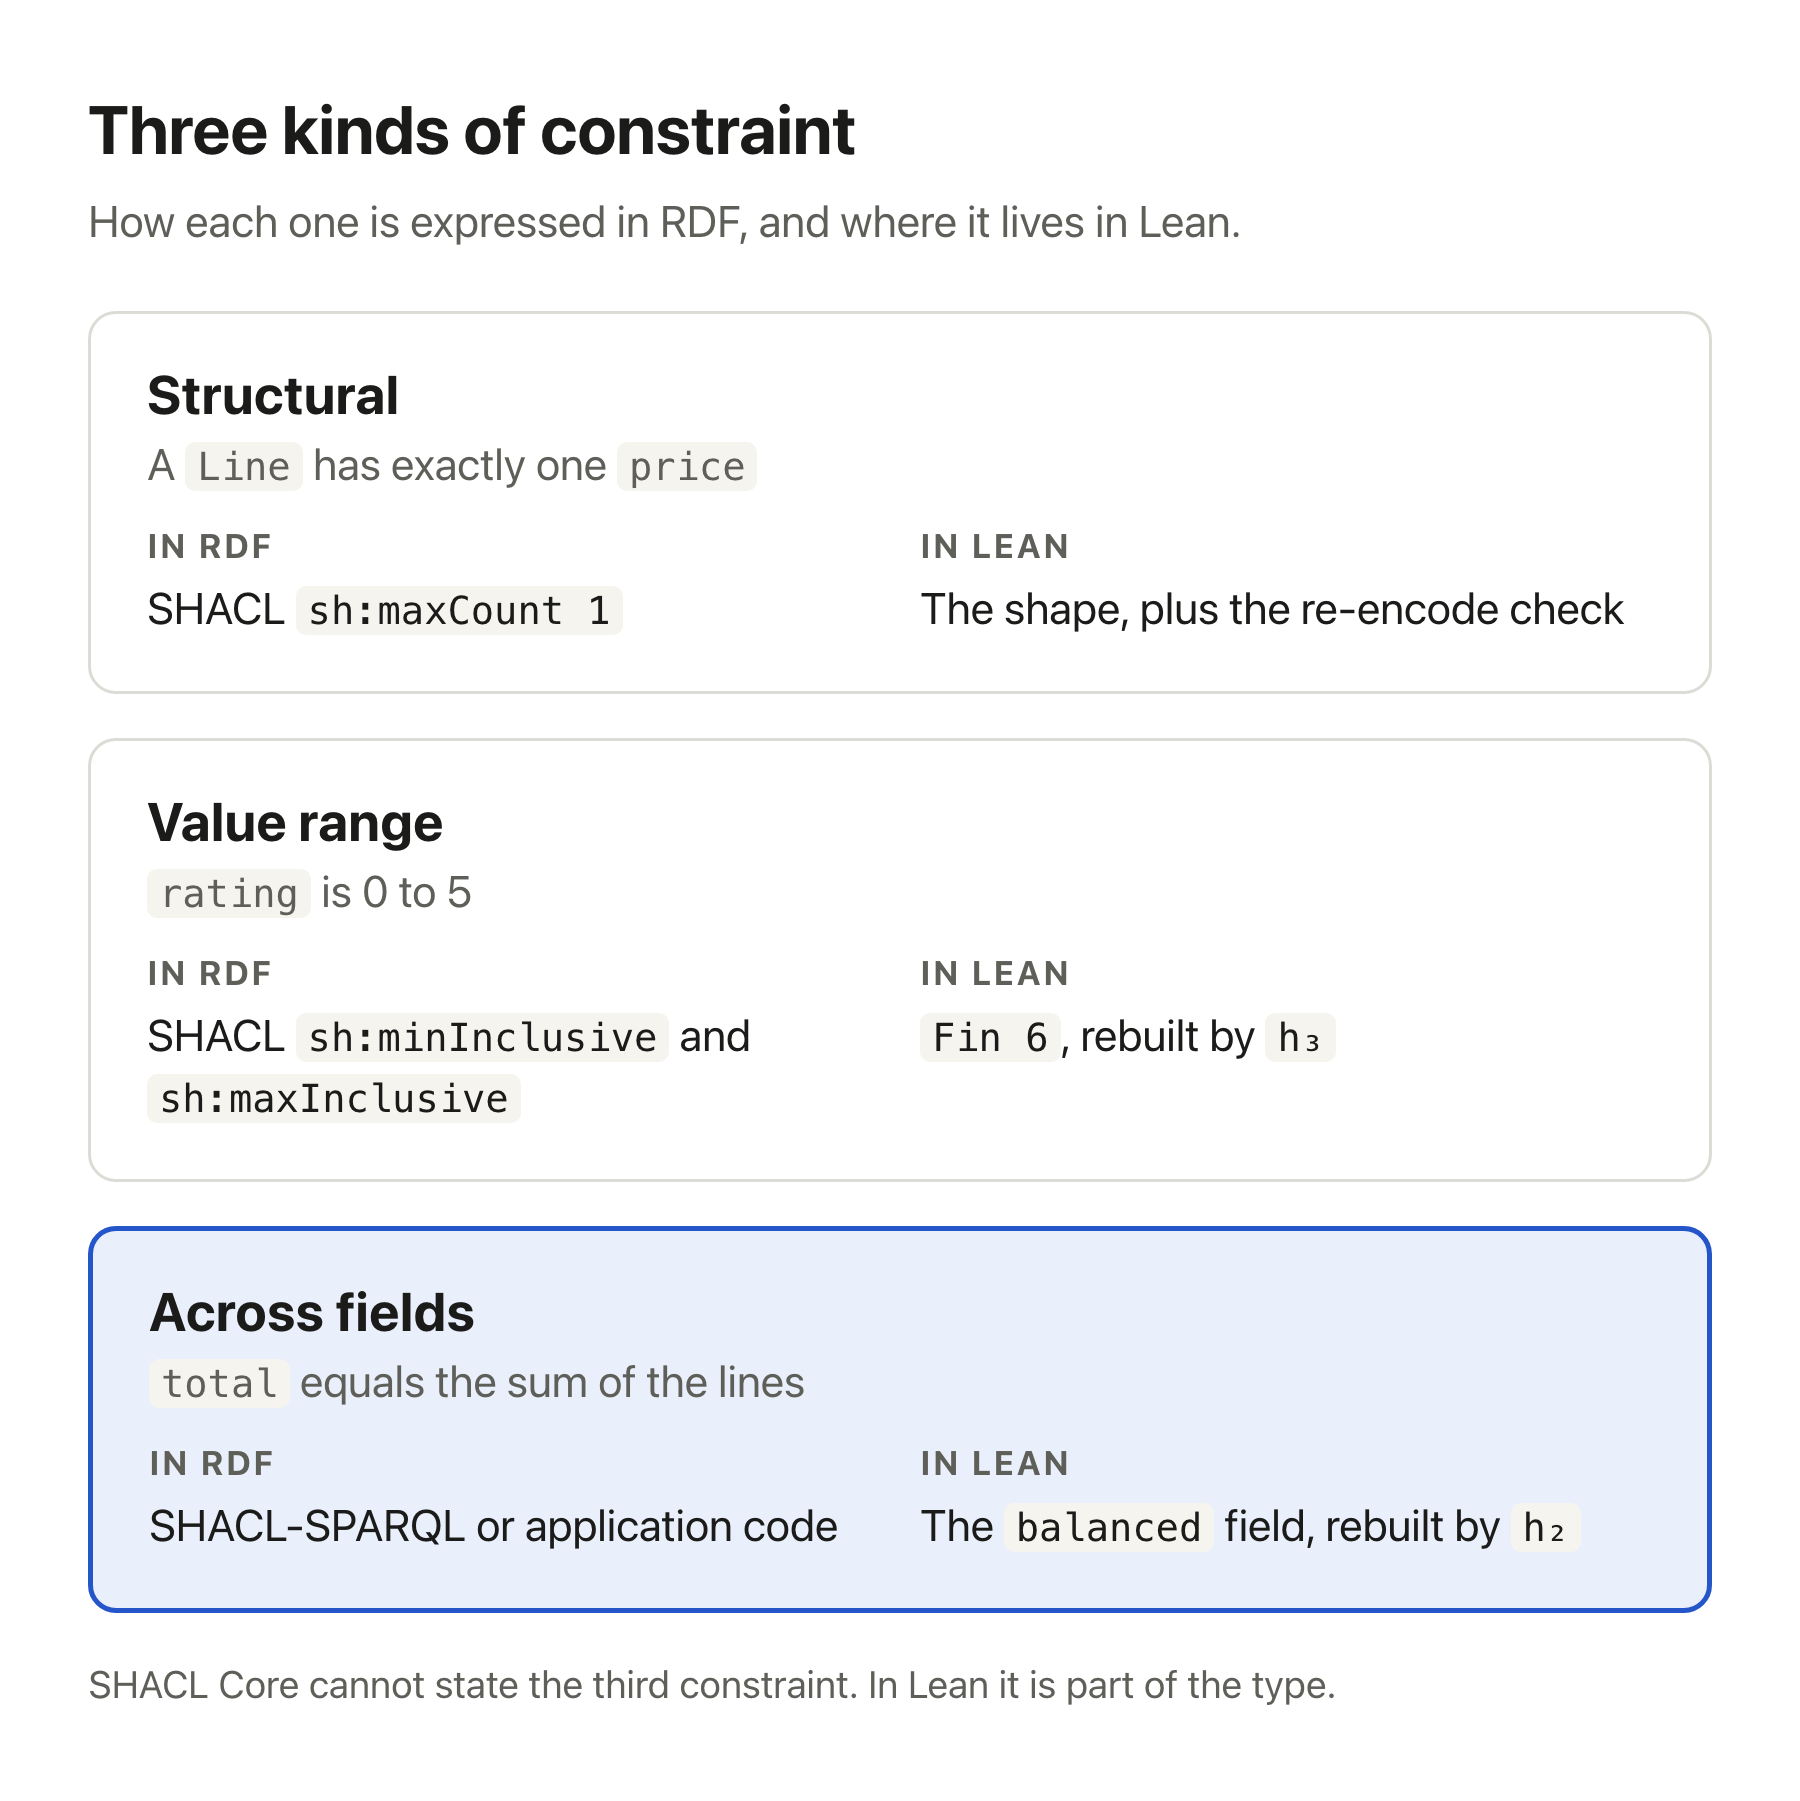 Three kinds of constraint
How each one is expressed in RDF, and where it lives in Lean.
Structural
A Line has exactly one price
IN RDF
SHACL sh:maxCount 1
IN LEAN
The shape, plus the re-encode check
Value range
rating is 0 to 5
IN RDF
SHACL sh:minInclusive and
sh:maxInclusive
IN LEAN
Fin 6, rebuilt by h₃
Across fields
total equals the sum of the lines
IN RDF
SHACL-SPARQL or application code
IN LEAN
The balanced field, rebuilt by h₂
SHACL Core cannot state the third constraint. In Lean it is part of the type.